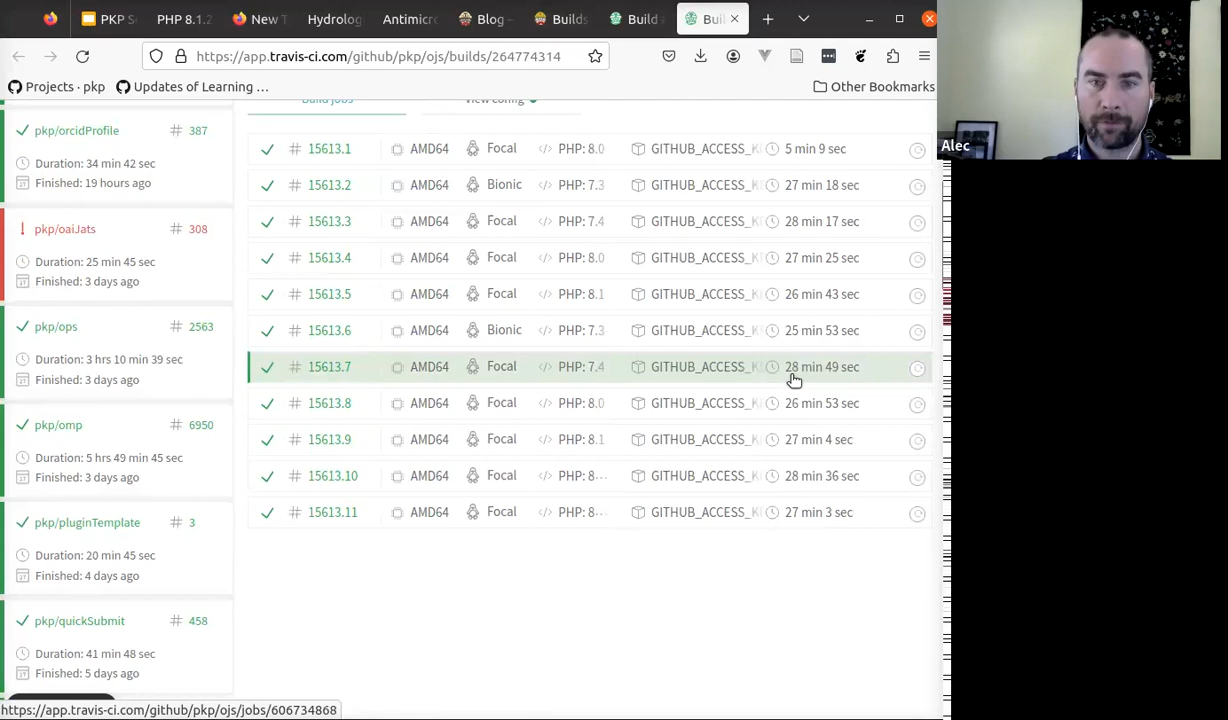 PKP S
PHP 8.1.2
New T
Hydrolog
Antimicr
Blog
Builds
Build
Buil
https://app.travis-ci.com/github/pkp/ojs/builds/264774314
Projects · pkp
Updates of Learning …
Other Bookmarks
Alec
Build jobs
View config
pkp/orcidProfile # 387
Duration: 34 min 42 sec
Finished: 19 hours ago
pkp/oaiJats # 308
Duration: 25 min 45 sec
Finished: 3 days ago
pkp/ops # 2563
Duration: 3 hrs 10 min 39 sec
Finished: 3 days ago
pkp/omp # 6950
Duration: 5 hrs 49 min 45 sec
Finished: 3 days ago
pkp/pluginTemplate # 3
Duration: 20 min 45 sec
Finished: 4 days ago
pkp/quickSubmit # 458
Duration: 41 min 48 sec
Finished: 5 days ago
# 15613.1 AMD64 Focal </> PHP: 8.0 GITHUB_ACCESS_K 5 min 9 sec
# 15613.2 AMD64 Bionic </> PHP: 7.3 GITHUB_ACCESS_K 27 min 18 sec
# 15613.3 AMD64 Focal </> PHP: 7.4 GITHUB_ACCESS_K 28 min 17 sec
# 15613.4 AMD64 Focal </> PHP: 8.0 GITHUB_ACCESS_K 27 min 25 sec
# 15613.5 AMD64 Focal </> PHP: 8.1 GITHUB_ACCESS_K 26 min 43 sec
# 15613.6 AMD64 Bionic </> PHP: 7.3 GITHUB_ACCESS_K 25 min 53 sec
# 15613.7 AMD64 Focal </> PHP: 7.4 GITHUB_ACCESS_K 28 min 49 sec
# 15613.8 AMD64 Focal </> PHP: 8.0 GITHUB_ACCESS_K 26 min 53 sec
# 15613.9 AMD64 Focal </> PHP: 8.1 GITHUB_ACCESS_K 27 min 4 sec
# 15613.10 AMD64 Focal </> PHP: 8… GITHUB_ACCESS_K 28 min 36 sec
# 15613.11 AMD64 Focal </> PHP: 8… GITHUB_ACCESS_K 27 min 3 sec
https://app.travis-ci.com/github/pkp/ojs/jobs/606734868